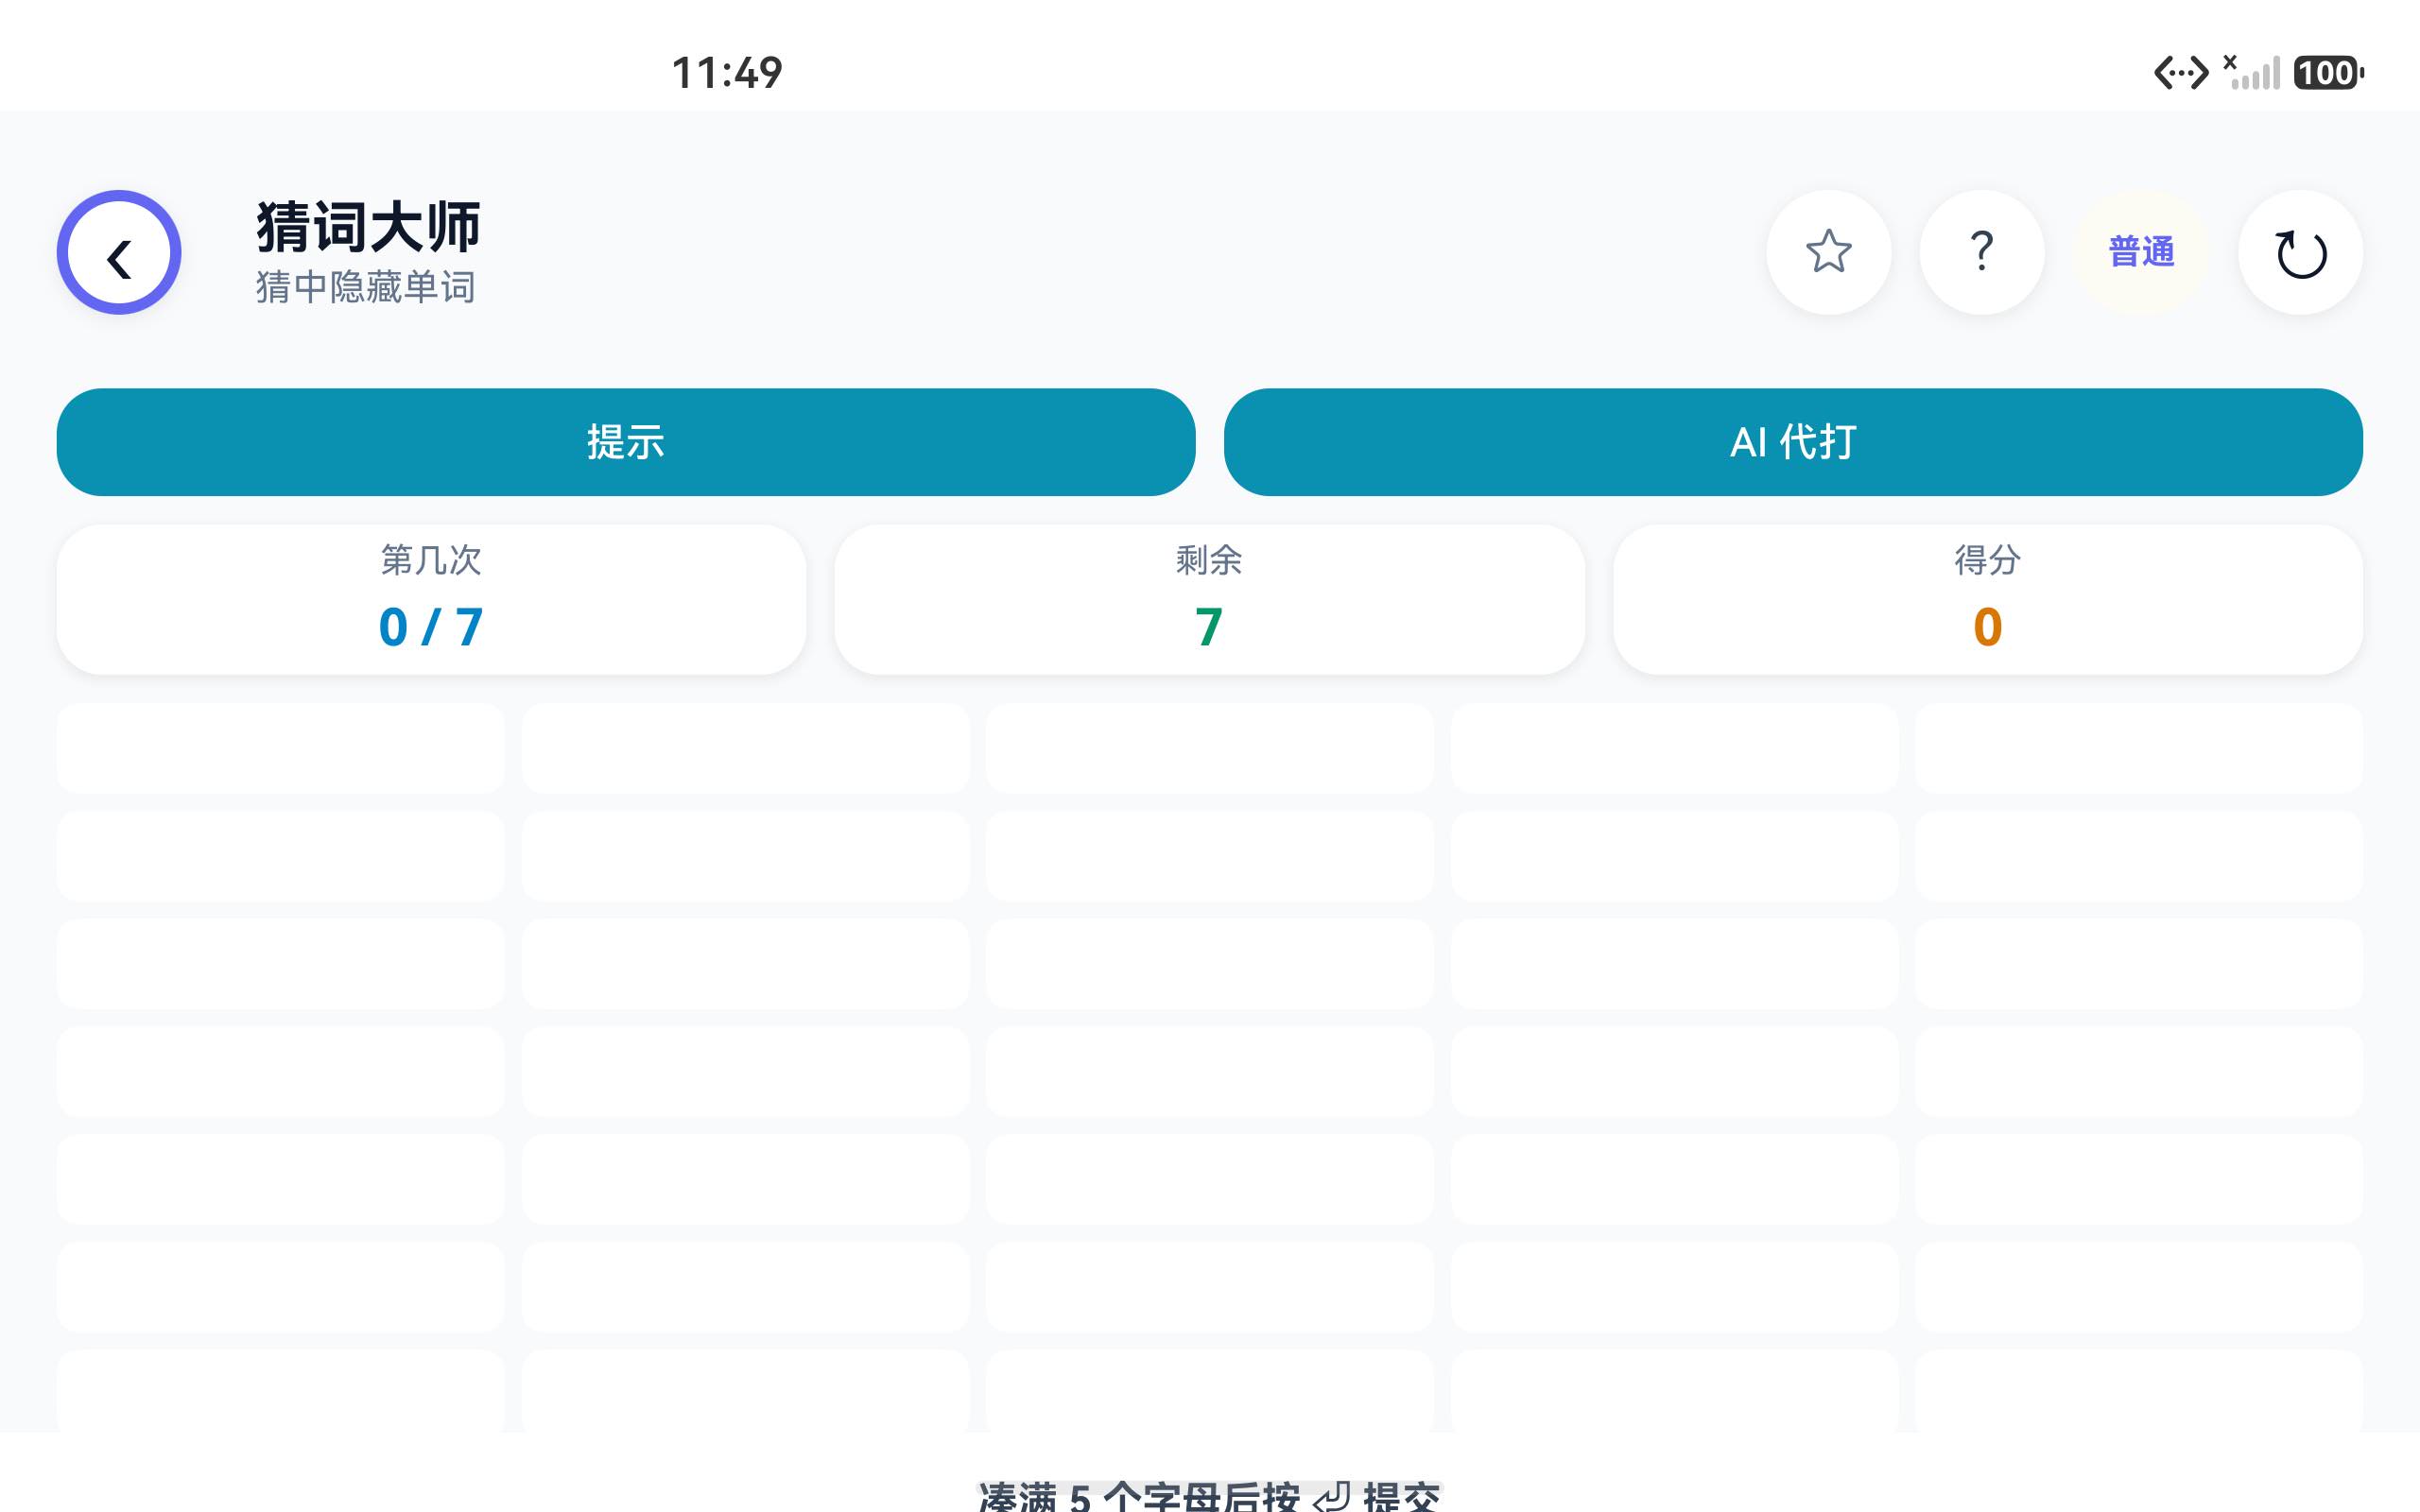 11:49
100
猜词大师
猜中隐藏单词
?
普通
提示
AI 代打
第几次
0 / 7
剩余
7
得分
0
凑满 5 个字母后按 ⏎ 提交